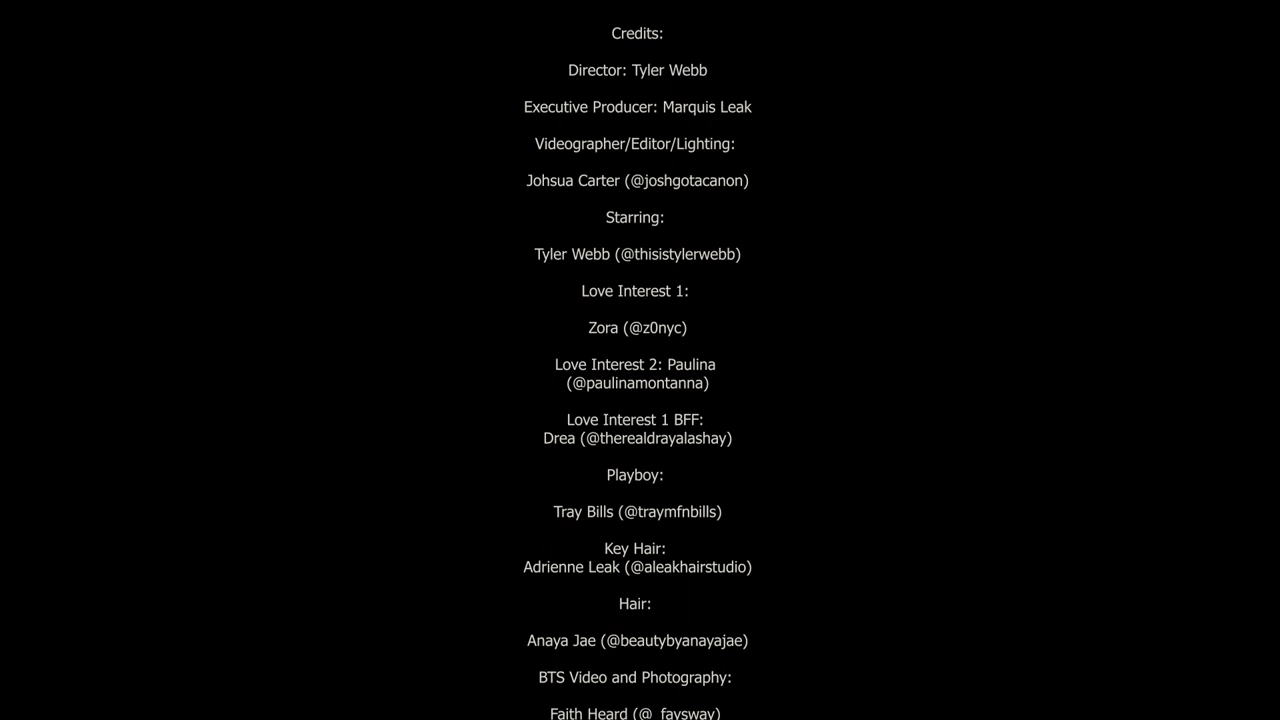 Credits:
Director: Tyler Webb
Executive Producer: Marquis Leak
Videographer/Editor/Lighting:
Johsua Carter (@joshgotacanon)
Starring:
Tyler Webb (@thisistylerwebb)
Love Interest 1:
Zora (@z0nyc)
Love Interest 2: Paulina
(@paulinamontanna)
Love Interest 1 BFF:
Drea (@therealdrayalashay)
Playboy:
Tray Bills (@traymfnbills)
Key Hair:
Adrienne Leak (@aleakhairstudio)
Hair:
Anaya Jae (@beautybyanayajae)
BTS Video and Photography:
Faith Heard (@_faysway)